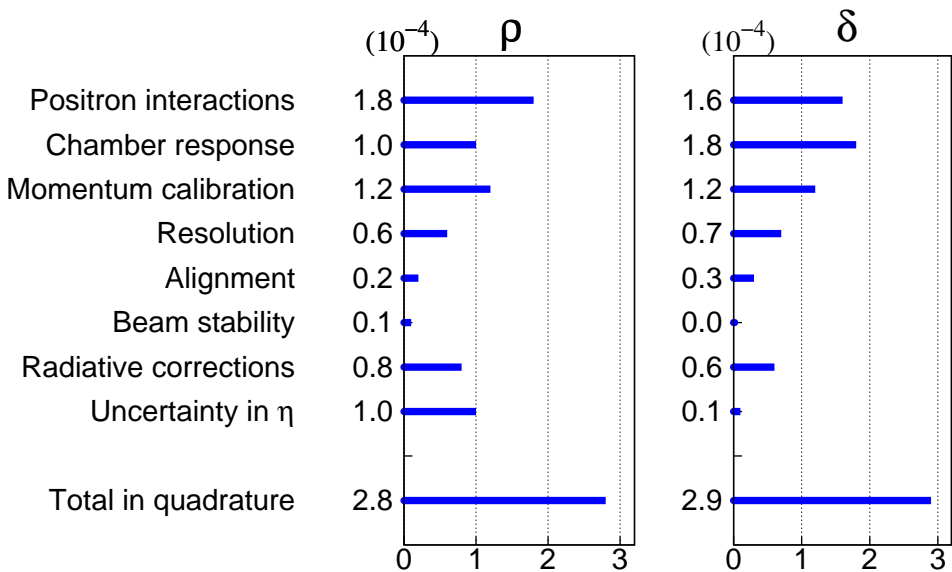 (10⁻⁴) ρ (10⁻⁴) δ
Positron interactions 1.8 1.6
Chamber response 1.0 1.8
Momentum calibration 1.2 1.2
Resolution 0.6 0.7
Alignment 0.2 0.3
Beam stability 0.1 0.0
Radiative corrections 0.8 0.6
Uncertainty in η 1.0 0.1
Total in quadrature 2.8 2.9
0 1 2 3 0 1 2 3